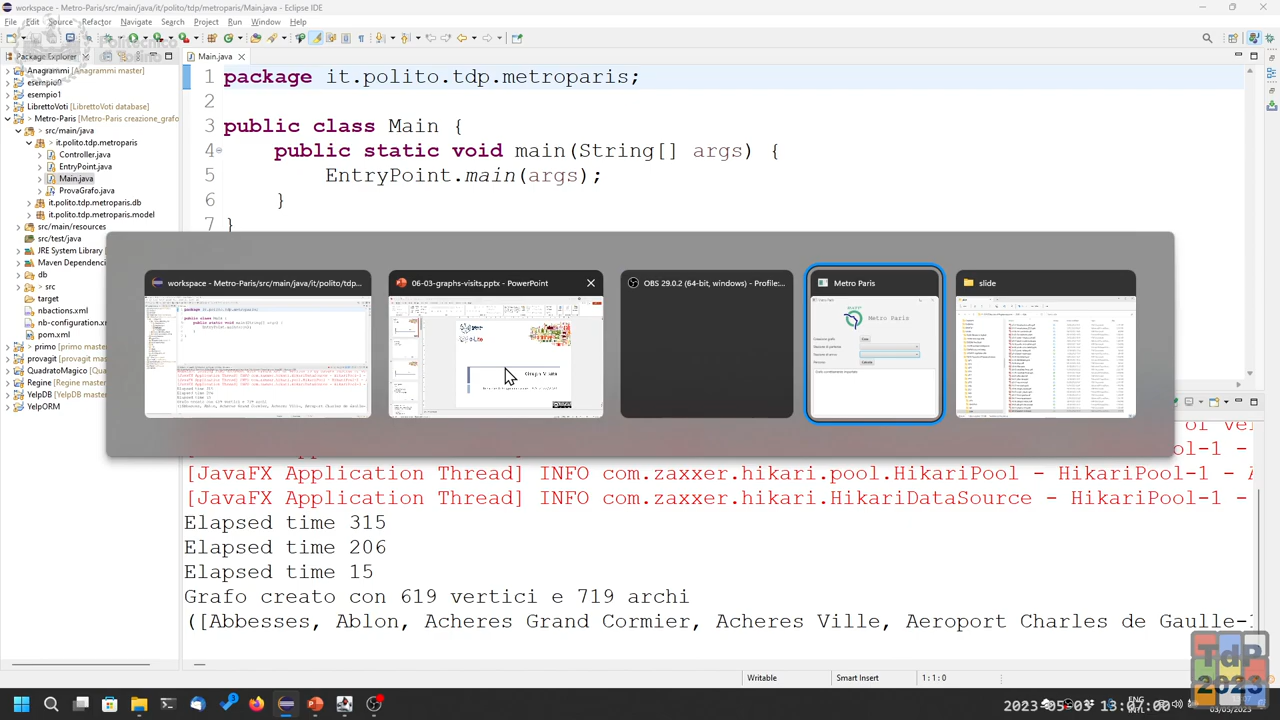 workspace - Metro-Paris/src/main/java/it/polito/tdp/metroparis/Main.java - Eclipse IDE
File Edit Source Refactor Navigate Search Project Run Window Help
Package Explorer
Main.java
Anagrammi [Anagrammi master]
esempio0
esempio1
LibrettoVoti [LibrettoVoti database]
Metro-Paris [Metro-Paris creazione_grafo
src/main/java
it.polito.tdp.metroparis
Controller.java
EntryPoint.java
Main.java
ProvaGrafo.java
it.polito.tdp.metroparis.db
it.polito.tdp.metroparis.model
src/main/resources
src/test/java
JRE System Library
Maven Dependenci
db
src
target
nbactions.xml
nb-configuration.xm
pom.xml
primo
provagit
QuadratoMagico
Regine [
YelpDB [
YelpORM
1 package it.polito.tdp.metroparis;
2
3 public class Main {
4 public static void main(String[] args) {
5 EntryPoint.main(args);
6 }
7 }
workspace - Metro-Paris/src/main/java/it/polito/tdp...
06-03-graphs-visits.pptx - PowerPoint
OBS 29.0.2 (64-bit, windows) - Profile:...
Metro Paris
slide
Metro Paris
[JavaFX Application Thread] INFO com.zaxxer.hikari.pool.HikariPool - HikariPool-1 - A
[JavaFX Application Thread] INFO com.zaxxer.hikari.HikariDataSource - HikariPool-1 -
Elapsed time 315
Elapsed time 206
Elapsed time 15
Grafo creato con 619 vertici e 719 archi
([Abbesses, Ablon, Acheres Grand Cormier, Acheres Ville, Aeroport Charles de Gaulle-1
Writable
Smart Insert
1 : 1 : 0
TdP
2023
ENG